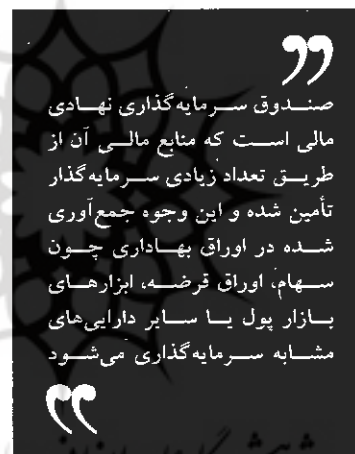 صندوق سرمایه‌گذاری نهادی
مالی است که منابع مالی آن از
طریق تعداد زیادی سرمایه‌گذار
تأمین شده و این وجوه جمع‌آوری
شده در اوراق بهاداری چون
سهام، اوراق قرضه، ابزارهای
بازار پول یا سایر دارایی‌های
مشابه سرمایه‌گذاری می‌شود